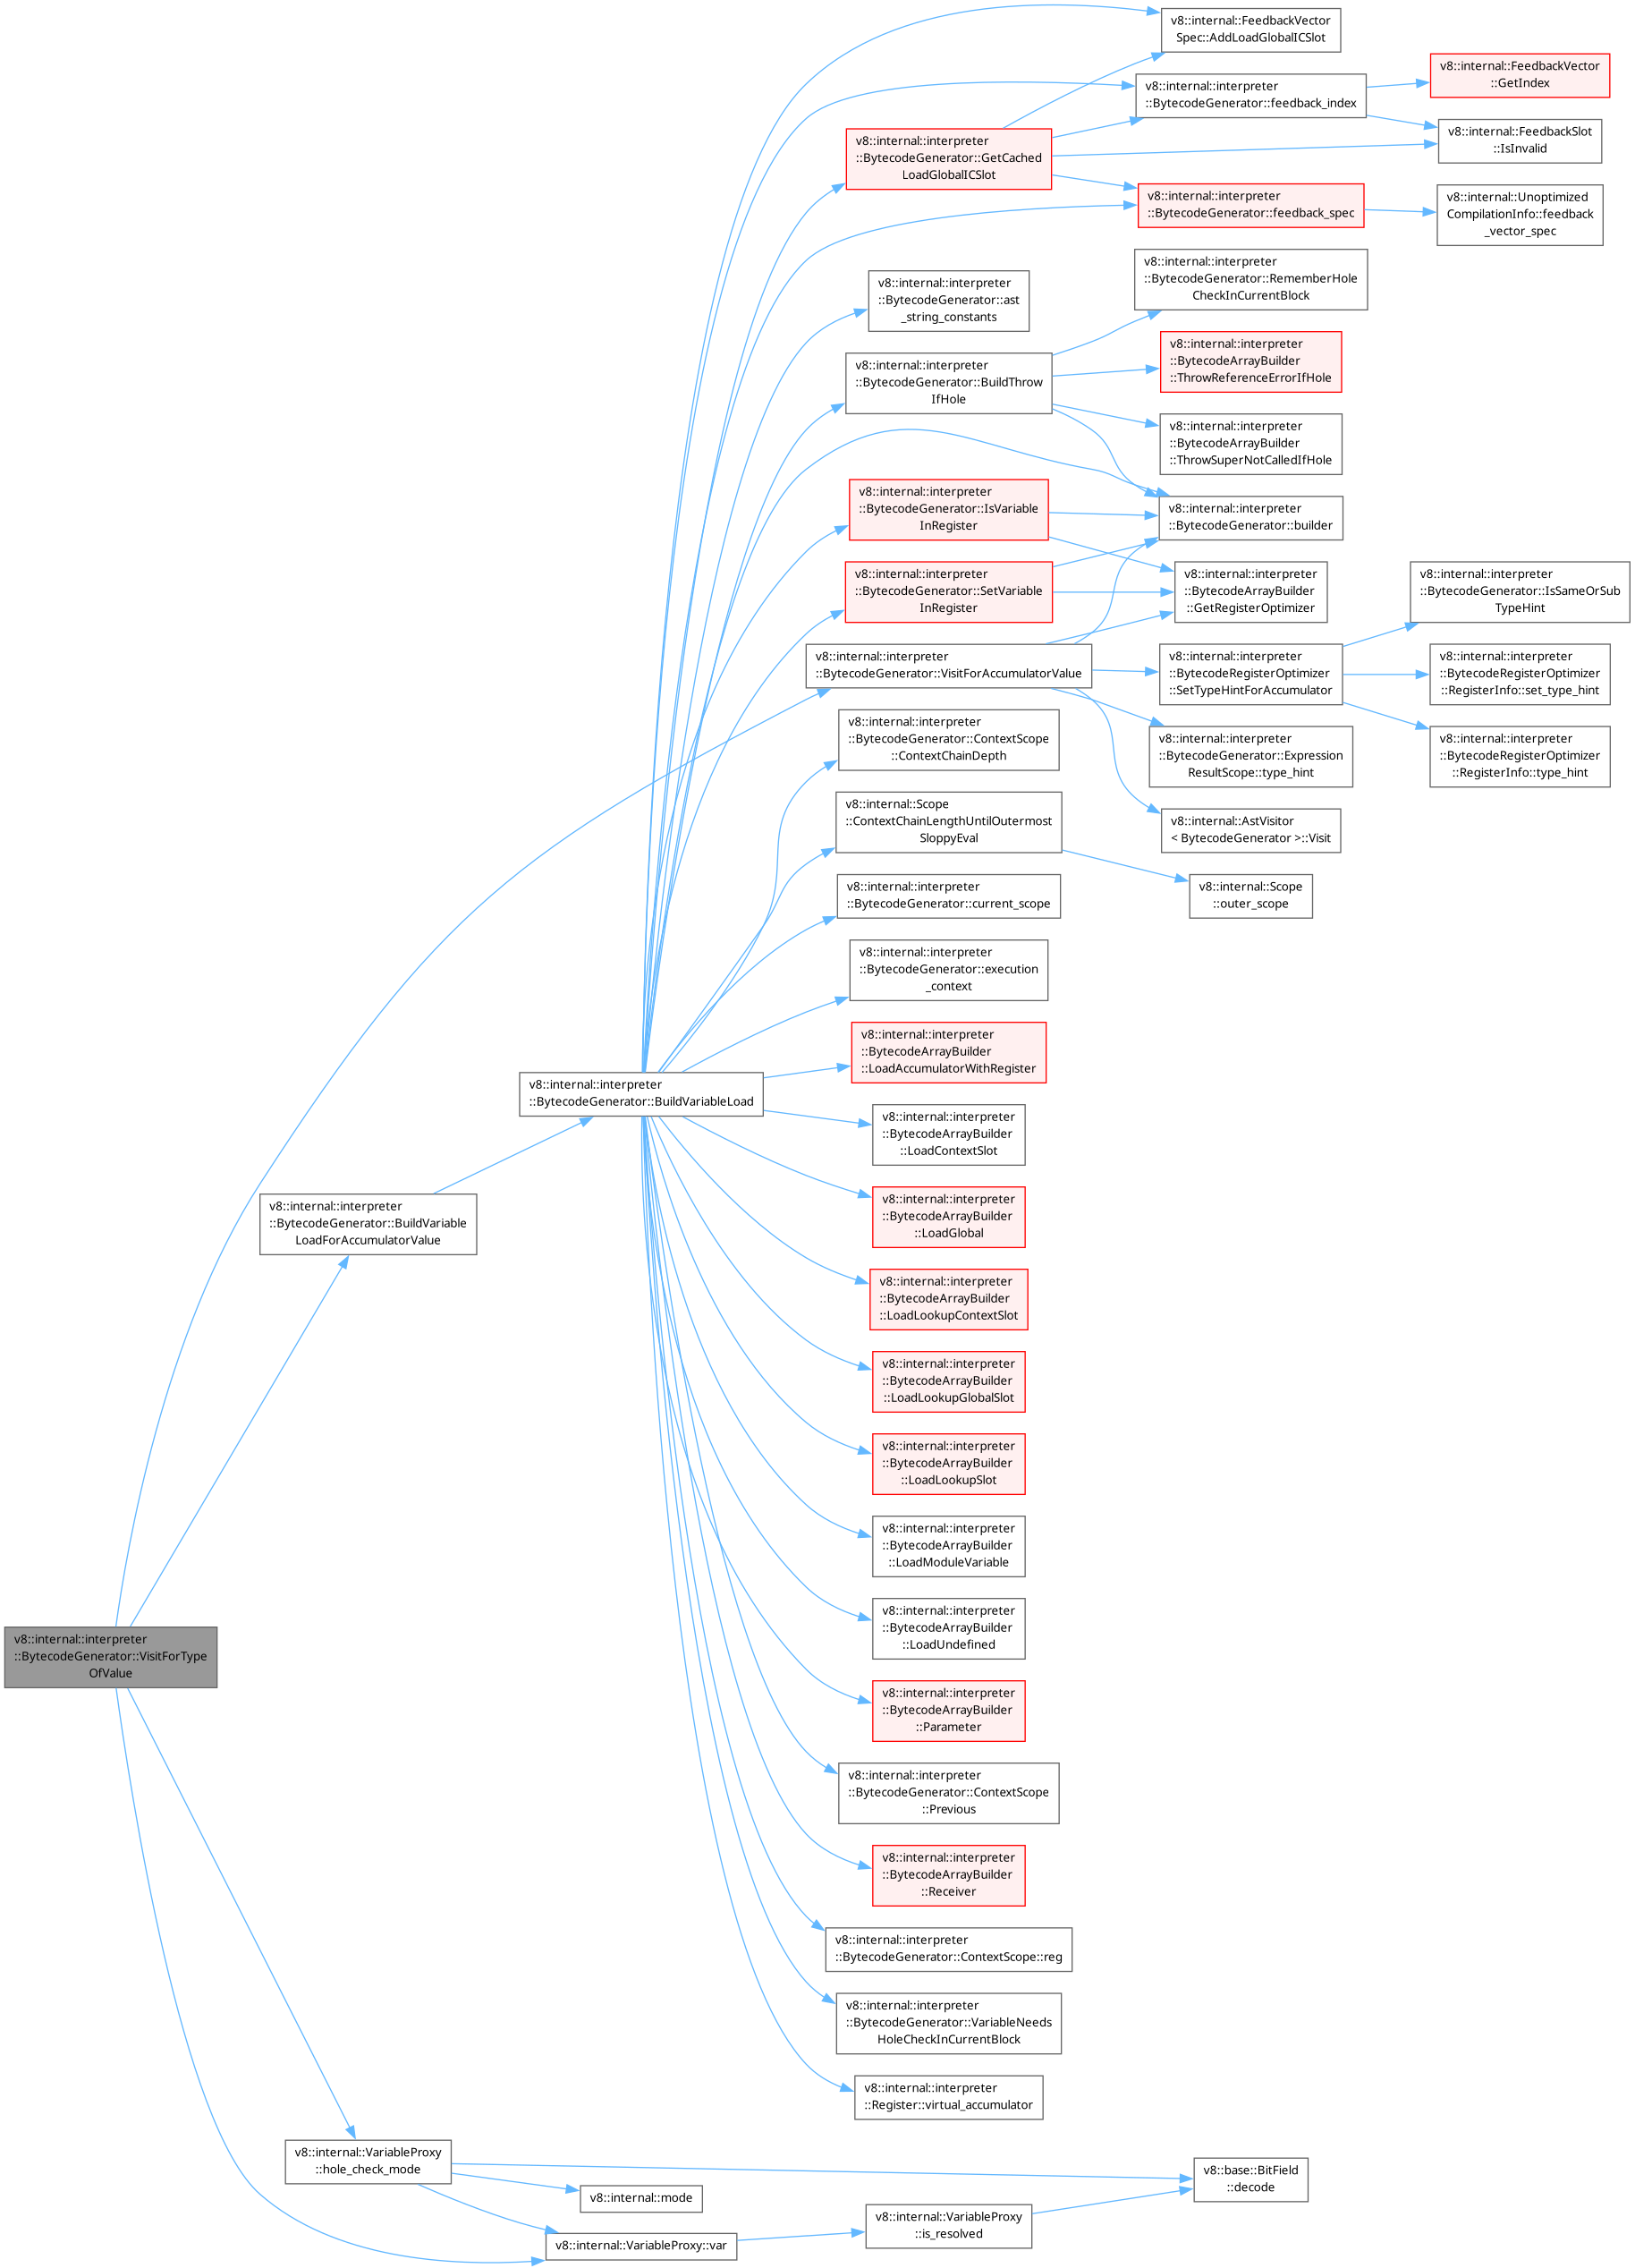 v8::internal::FeedbackVector
Spec::AddLoadGlobalICSlot
v8::internal::FeedbackVector
::GetIndex
v8::internal::interpreter
::BytecodeGenerator::feedback_index
v8::internal::FeedbackSlot
::IsInvalid
v8::internal::interpreter
::BytecodeGenerator::GetCached
LoadGlobalICSlot
v8::internal::interpreter
::BytecodeGenerator::feedback_spec
v8::internal::Unoptimized
CompilationInfo::feedback
_vector_spec
v8::internal::interpreter
::BytecodeGenerator::RememberHole
CheckInCurrentBlock
v8::internal::interpreter
::BytecodeGenerator::ast
_string_constants
v8::internal::interpreter
::BytecodeArrayBuilder
::ThrowReferenceErrorIfHole
v8::internal::interpreter
::BytecodeGenerator::BuildThrow
IfHole
v8::internal::interpreter
::BytecodeArrayBuilder
::ThrowSuperNotCalledIfHole
v8::internal::interpreter
::BytecodeGenerator::IsVariable
InRegister
v8::internal::interpreter
::BytecodeGenerator::builder
v8::internal::interpreter
::BytecodeGenerator::SetVariable
InRegister
v8::internal::interpreter
::BytecodeArrayBuilder
::GetRegisterOptimizer
v8::internal::interpreter
::BytecodeGenerator::IsSameOrSub
TypeHint
v8::internal::interpreter
::BytecodeGenerator::VisitForAccumulatorValue
v8::internal::interpreter
::BytecodeRegisterOptimizer
::SetTypeHintForAccumulator
v8::internal::interpreter
::BytecodeRegisterOptimizer
::RegisterInfo::set_type_hint
v8::internal::interpreter
::BytecodeGenerator::ContextScope
::ContextChainDepth
v8::internal::interpreter
::BytecodeGenerator::Expression
ResultScope::type_hint
v8::internal::interpreter
::BytecodeRegisterOptimizer
::RegisterInfo::type_hint
v8::internal::Scope
::ContextChainLengthUntilOutermost
SloppyEval
v8::internal::AstVisitor
< BytecodeGenerator >::Visit
v8::internal::interpreter
::BytecodeGenerator::current_scope
v8::internal::Scope
::outer_scope
v8::internal::interpreter
::BytecodeGenerator::execution
_context
v8::internal::interpreter
::BytecodeArrayBuilder
::LoadAccumulatorWithRegister
v8::internal::interpreter
::BytecodeGenerator::BuildVariableLoad
v8::internal::interpreter
::BytecodeArrayBuilder
::LoadContextSlot
v8::internal::interpreter
::BytecodeGenerator::BuildVariable
LoadForAccumulatorValue
v8::internal::interpreter
::BytecodeArrayBuilder
::LoadGlobal
v8::internal::interpreter
::BytecodeArrayBuilder
::LoadLookupContextSlot
v8::internal::interpreter
::BytecodeArrayBuilder
::LoadLookupGlobalSlot
v8::internal::interpreter
::BytecodeArrayBuilder
::LoadLookupSlot
v8::internal::interpreter
::BytecodeArrayBuilder
::LoadModuleVariable
v8::internal::interpreter
::BytecodeArrayBuilder
::LoadUndefined
v8::internal::interpreter
::BytecodeGenerator::VisitForType
OfValue
v8::internal::interpreter
::BytecodeArrayBuilder
::Parameter
v8::internal::interpreter
::BytecodeGenerator::ContextScope
::Previous
v8::internal::interpreter
::BytecodeArrayBuilder
::Receiver
v8::internal::interpreter
::BytecodeGenerator::ContextScope::reg
v8::internal::interpreter
::BytecodeGenerator::VariableNeeds
HoleCheckInCurrentBlock
v8::internal::interpreter
::Register::virtual_accumulator
v8::internal::VariableProxy
::hole_check_mode
v8::base::BitField
::decode
v8::internal::mode
v8::internal::VariableProxy
::is_resolved
v8::internal::VariableProxy::var